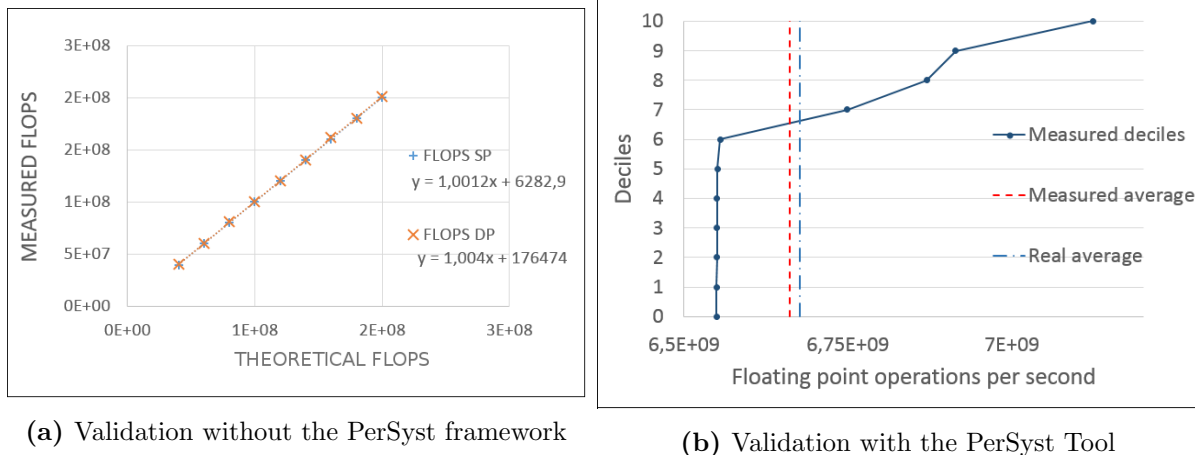 3E+08
2E+08
2E+08
1E+08
5E+07
0E+00
MEASURED FLOPS
0E+00
1E+08
2E+08
3E+08
THEORETICAL FLOPS
FLOPS SP
y = 1,0012x + 6282,9
FLOPS DP
y = 1,004x + 176474
(a) Validation without the PerSyst framework
10
9
8
7
6
5
4
3
2
1
0
Deciles
6,5E+09
6,75E+09
7E+09
Floating point operations per second
Measured deciles
Measured average
Real average
(b) Validation with the PerSyst Tool